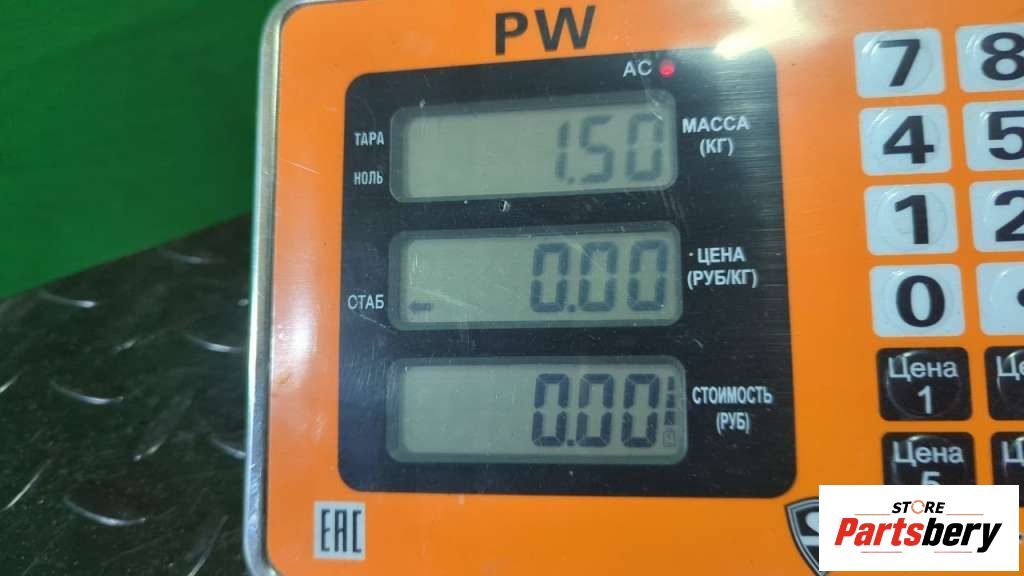 PW
AC
ТАРА
НОЛЬ
1.50
МАССА
(КГ)
СТАБ
0.00
ЦЕНА
(РУБ/КГ)
0.00
СТОИМОСТЬ
(РУБ)
7 8
4 5
1 2
0 .
Цена
1
Цена
5
EAC
STORE
Partsbery